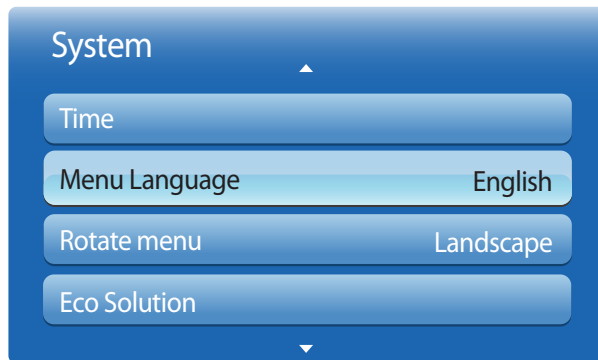 System
Time
Menu Language English
Rotate menu Landscape
Eco Solution